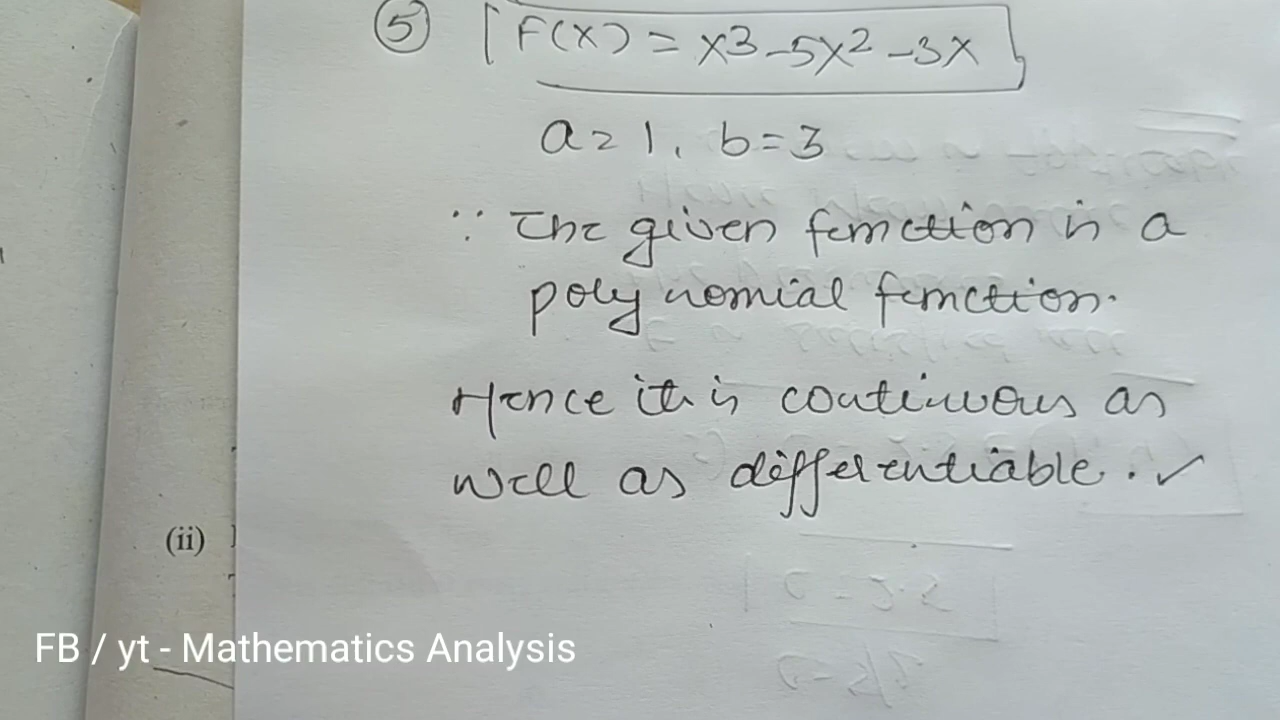 ⑤ F(x) = x³ - 5x² - 3x
a = 1, b = 3
∵ The given function is a
polynomial function.
Hence it is continuous as
well as differentiable. ✓
(ii)
FB / yt - Mathematics Analysis